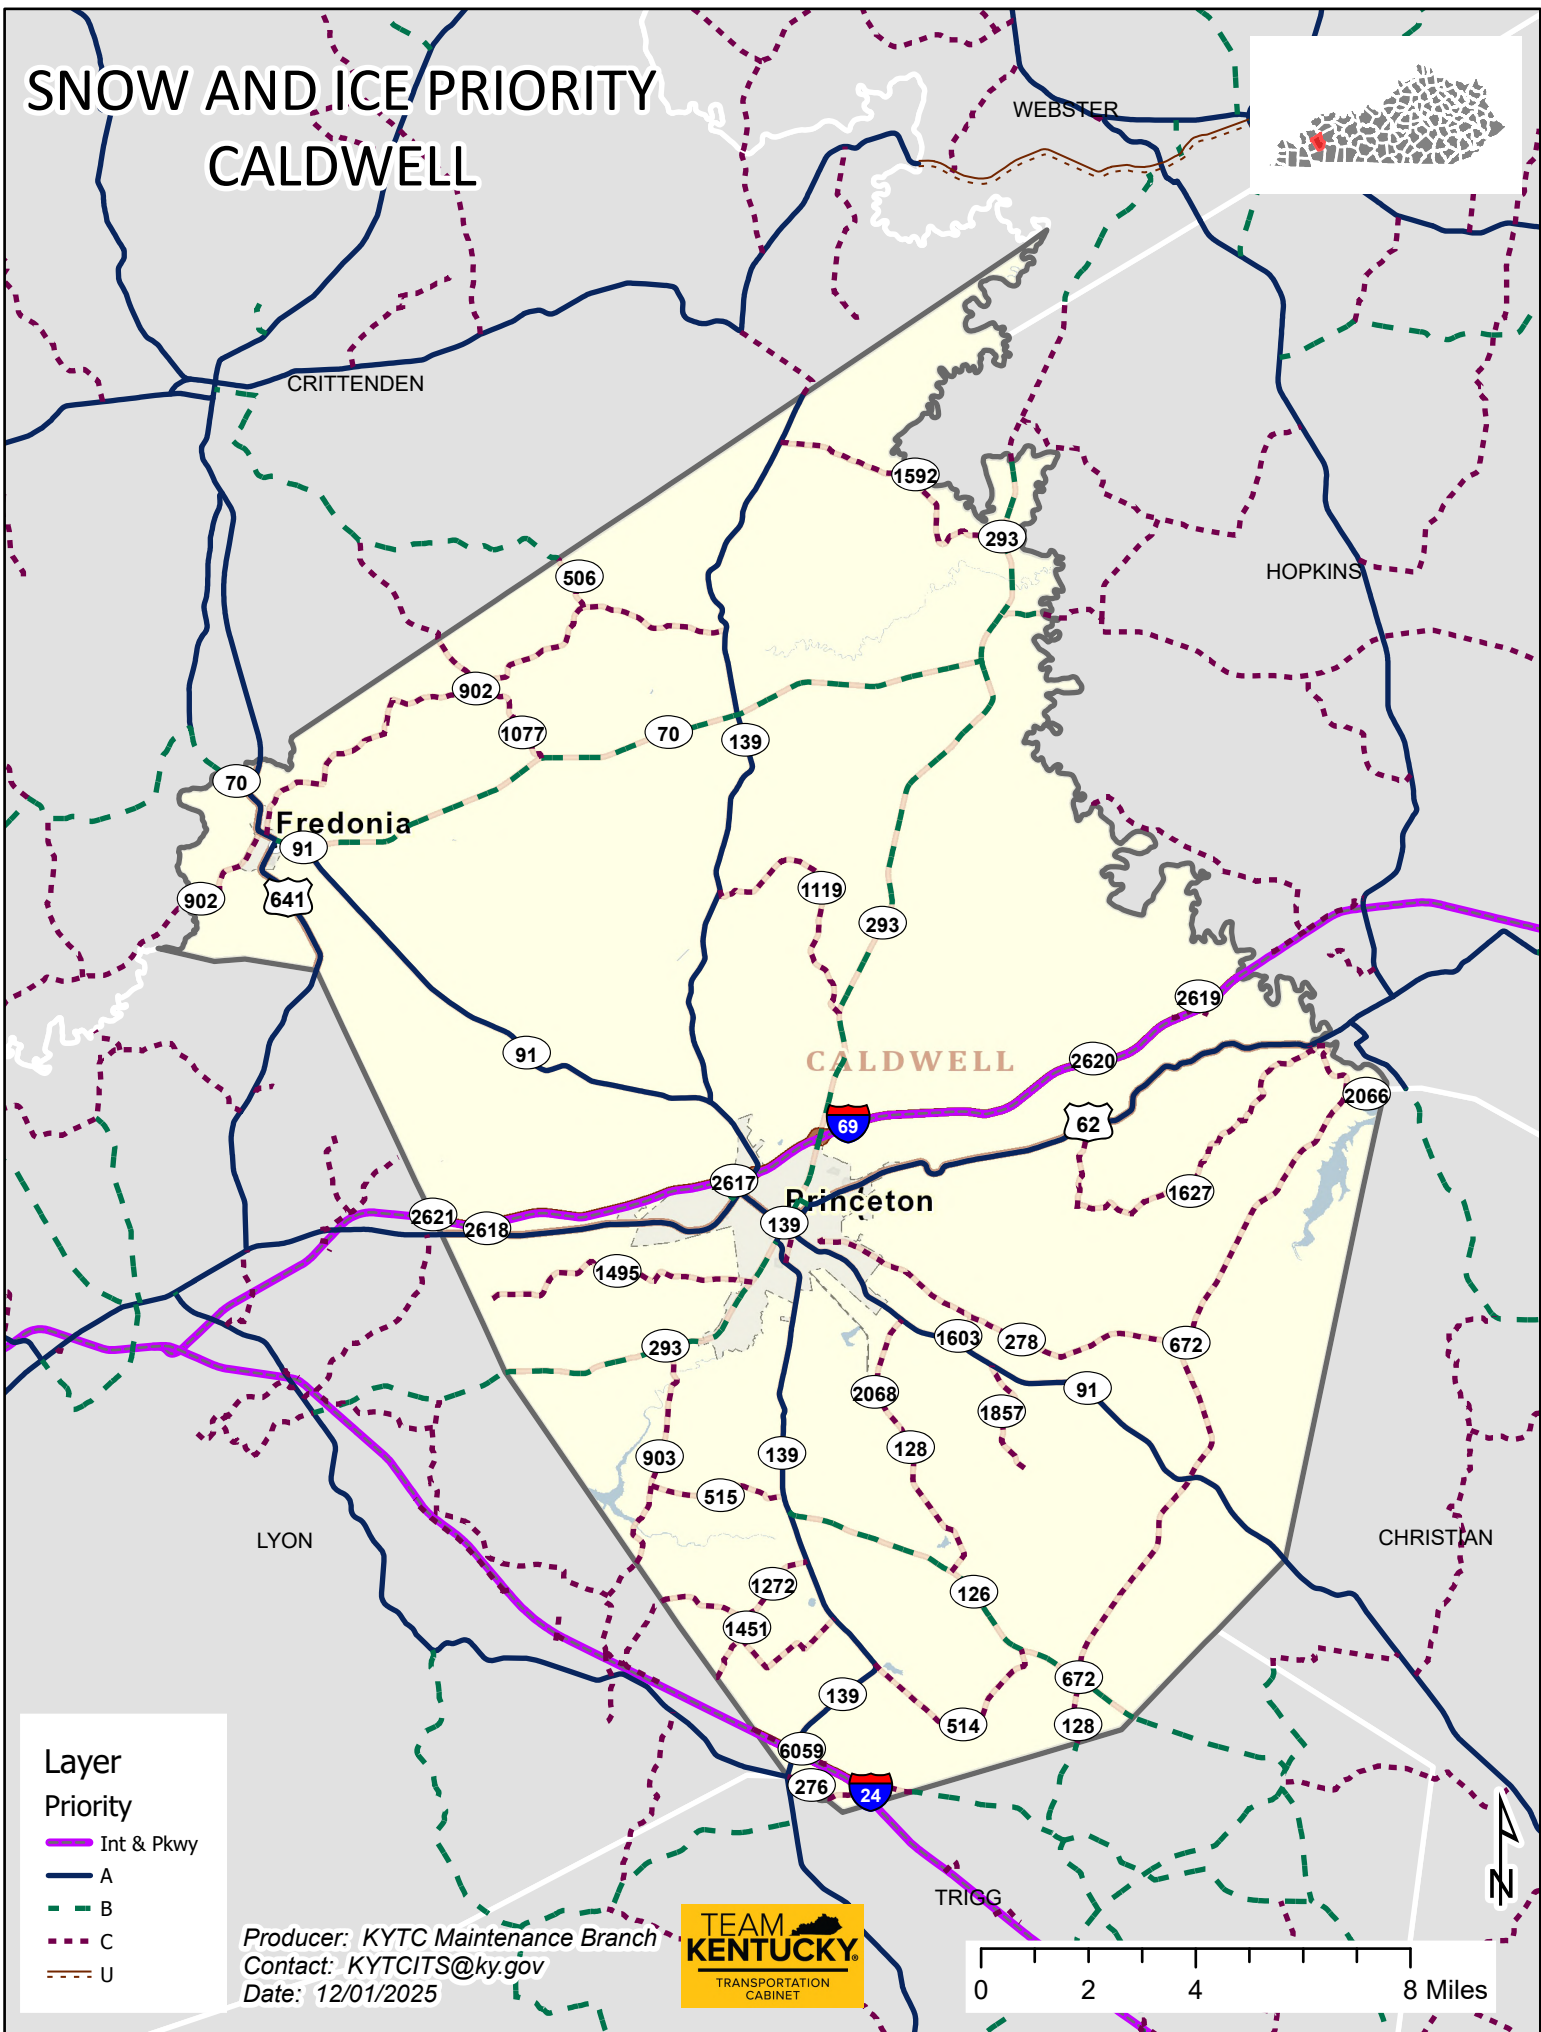 SNOW AND ICE PRIORITY
CALDWELL
WEBSTER
CRITTENDEN
1592
293
506
HOPKINS
902
1077
70
139
70
Fredonia
91
1119
902
641
293
2619
91
CALDWELL
2620
2066
69
62
2617
1627
Princeton
2621
2618
139
1495
293
1603
278
672
2068
91
1857
903
139
128
515
LYON
CHRISTIAN
1272
126
1451
672
139
514
128
6059
276
24
TRIGG
Layer
Priority
Int & Pkwy
A
B
C
U
Producer: KYTC Maintenance Branch
Contact: KYTCITS@ky.gov
Date: 12/01/2025
TEAM
KENTUCKY®
TRANSPORTATION
CABINET
N
0 2 4 8 Miles